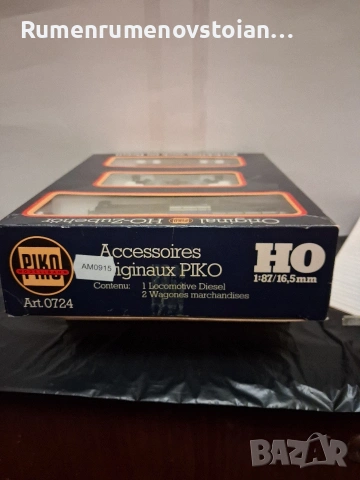 Rumenrumenovstoian...
Original HO-Zubehör
PIKO
PIKO
Accessoires
Originaux PIKO
AM0915
Contenu: 1 Locomotive Diesel
2 Wagones marchandises
HO
1:87/16,5mm
Art.0724
BAZAR